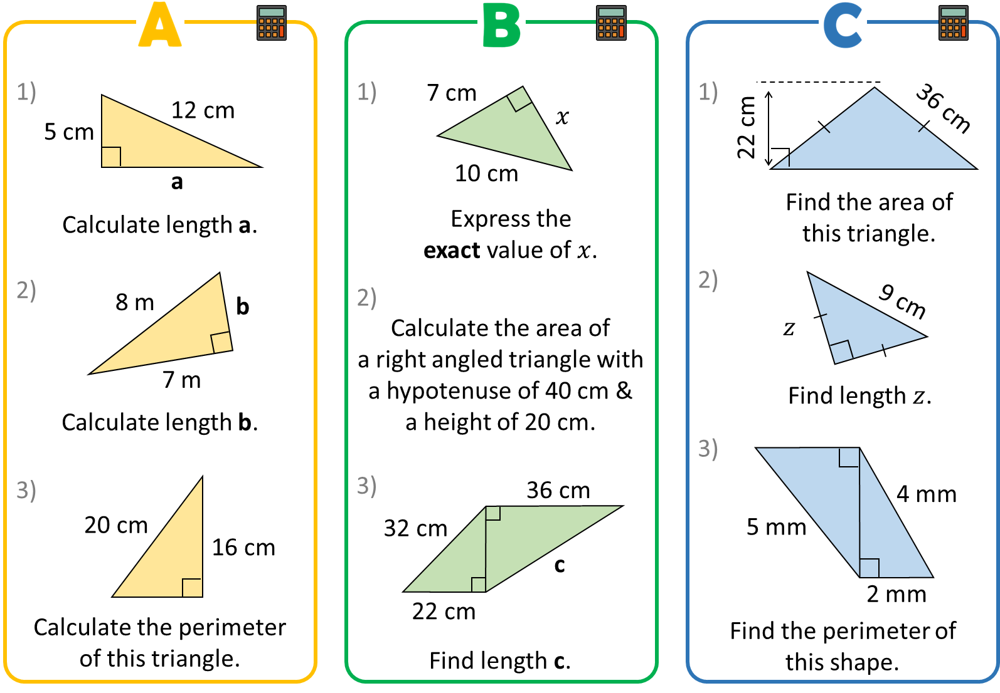 A
1)
12 cm
5 cm
a
Calculate length a.
2)
8 m
b
7 m
Calculate length b.
3)
20 cm
16 cm
Calculate the perimeter
of this triangle.
B
1)
7 cm
x
10 cm
Express the
exact value of x.
2)
Calculate the area of
a right angled triangle with
a hypotenuse of 40 cm &
a height of 20 cm.
3)
36 cm
32 cm
c
22 cm
Find length c.
C
1)
36 cm
22 cm
Find the area of
this triangle.
2)
9 cm
z
Find length z.
3)
4 mm
5 mm
2 mm
Find the perimeter of
this shape.